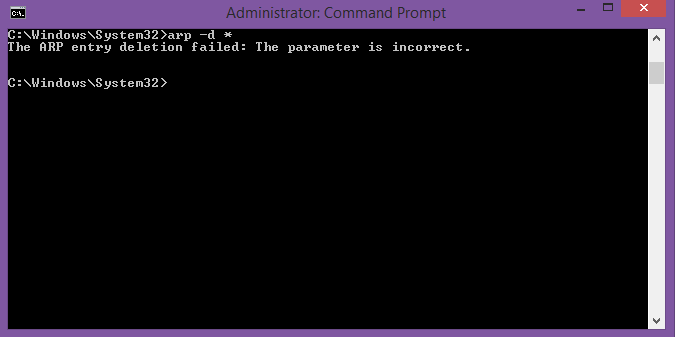 Administrator: Command Prompt
C:\Windows\System32>arp -d *
The ARP entry deletion failed: The parameter is incorrect.
C:\Windows\System32>